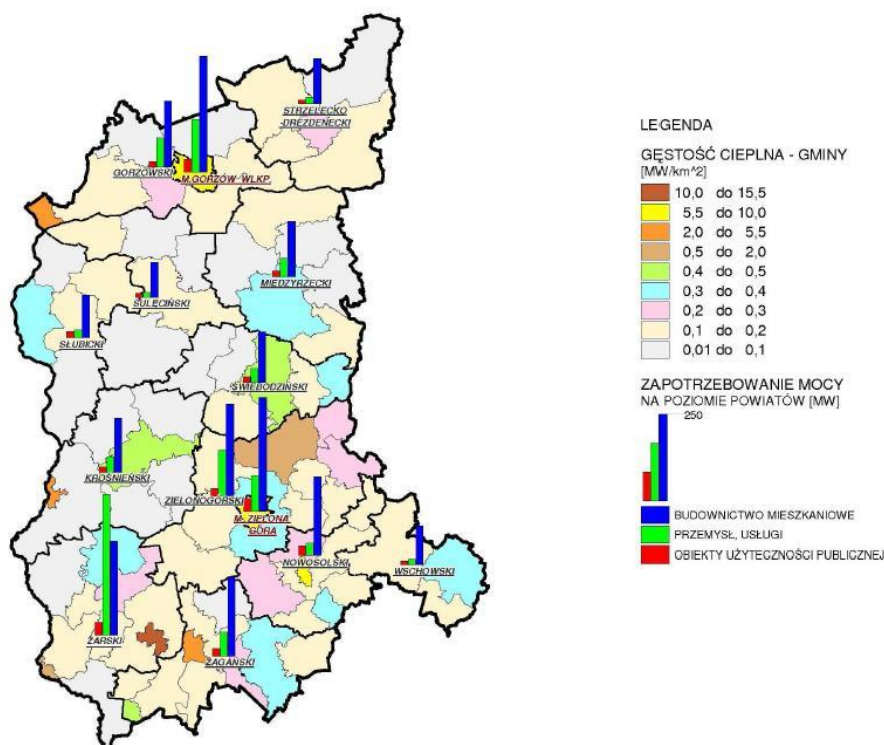 STRZELECKO
-DREZDENECKI
GORZOWSKI
M.GORZÓW WLKP.
MIEDZYRZECKI
SULĘCIŃSKI
SŁUBICKI
ŚWIEBODZIŃSKI
KROŚNIEŃSKI
ZIELONOGÓRSKI
M. ZIELONA
GÓRA
NOWOSOLSKI
WSCHOWSKI
ŻARSKI
ŻAGAŃSKI
LEGENDA
GĘSTOŚĆ CIEPLNA - GMINY
[MW/km^2]
10,0 do 15,5
5,5 do 10,0
2,0 do 5,5
0,5 do 2,0
0,4 do 0,5
0,3 do 0,4
0,2 do 0,3
0,1 do 0,2
0,01 do 0,1
ZAPOTRZEBOWANIE MOCY
NA POZIOMIE POWIATÓW [MW]
250
BUDOWNICTWO MIESZKANIOWE
PRZEMYSŁ, USŁUGI
OBIEKTY UŻYTECZNOŚCI PUBLICZNEJ